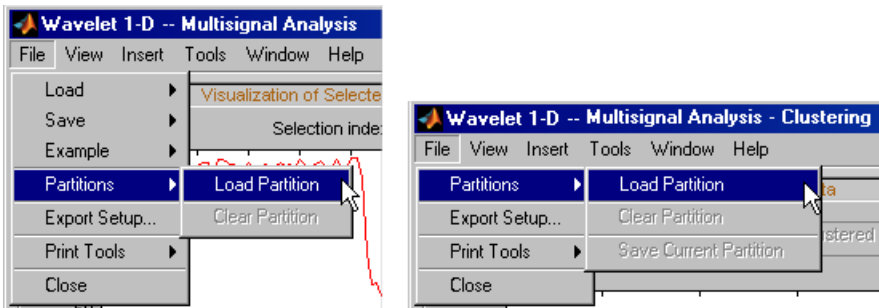 Wavelet 1-D -- Multisignal Analysis
File View Insert Tools Window Help
Load
Save
Example
Partitions
Export Setup...
Print Tools
Close
Visualization of Selecte
Selection inde
Load Partition
Clear Partition
Wavelet 1-D -- Multisignal Analysis - Clustering
File View Insert Tools Window Help
Partitions
Export Setup...
Print Tools
Close
Load Partition
Clear Partition
Save Current Partition
ta
stered